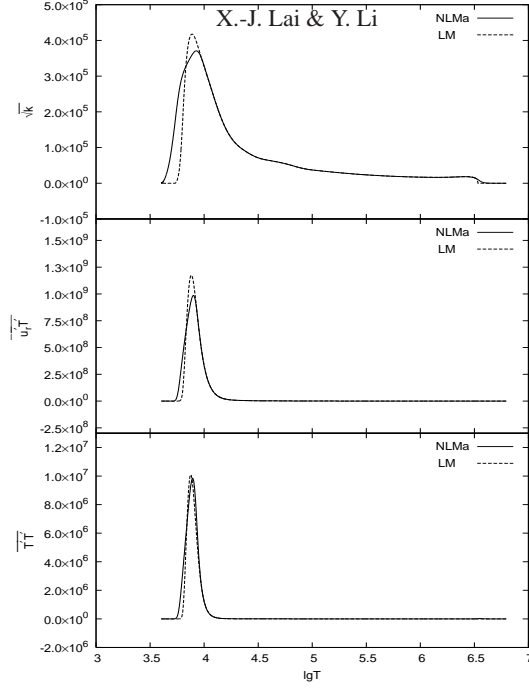 X.-J. Lai & Y. Li
5.0×10⁵
4.0×10⁵
3.0×10⁵
2.0×10⁵
1.0×10⁵
0.0×10⁰
-1.0×10⁵
√k
NLMa
LM
1.5×10⁹
1.2×10⁹
1.0×10⁹
7.5×10⁸
5.0×10⁸
2.5×10⁸
0.0×10⁰
-2.5×10⁸
u_r'T'
NLMa
LM
1.2×10⁷
1.0×10⁷
8.0×10⁶
6.0×10⁶
4.0×10⁶
2.0×10⁶
0.0×10⁰
-2.0×10⁶
T'T'
NLMa
LM
3 3.5 4 4.5 5 5.5 6 6.5 7
lgT